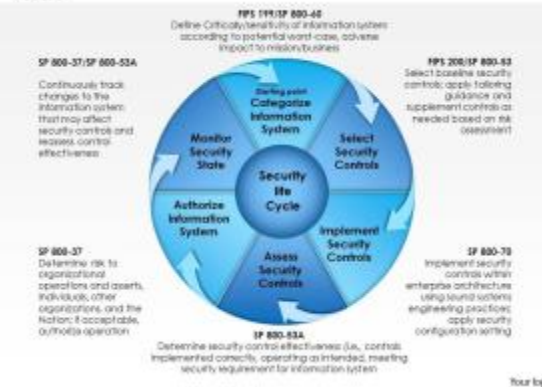 FIPS 199/SP 800-60
Define Criticality/sensitivity of information system
according to potential worst-case, adverse
impact to mission/business
SP 800-37/SP 800-53A
Continuously track
changes to the
information system
that may affect
security controls and
reassess control
effectiveness
FIPS 200/SP 800-53
Select baseline security
controls; apply tailoring
guidance and
supplement controls as
needed based on risk
assessment
Starting point
Categorize
Information
System
Monitor
Security
State
Select
Security
Controls
Security
life
Cycle
Authorize
Information
System
Implement
Security
Controls
Assess
Security
Controls
SP 800-37
Determine risk to
organizational
operations and assets,
individuals, other
organizations, and the
Nation; if acceptable,
authorize operation
SP 800-70
Implement security
controls within
enterprise architecture
using sound systems
engineering practices;
apply security
configuration setting
SP 800-53A
Determine security control effectiveness (i.e., controls
implemented correctly, operating as intended, meeting
security requirement for information system
Your